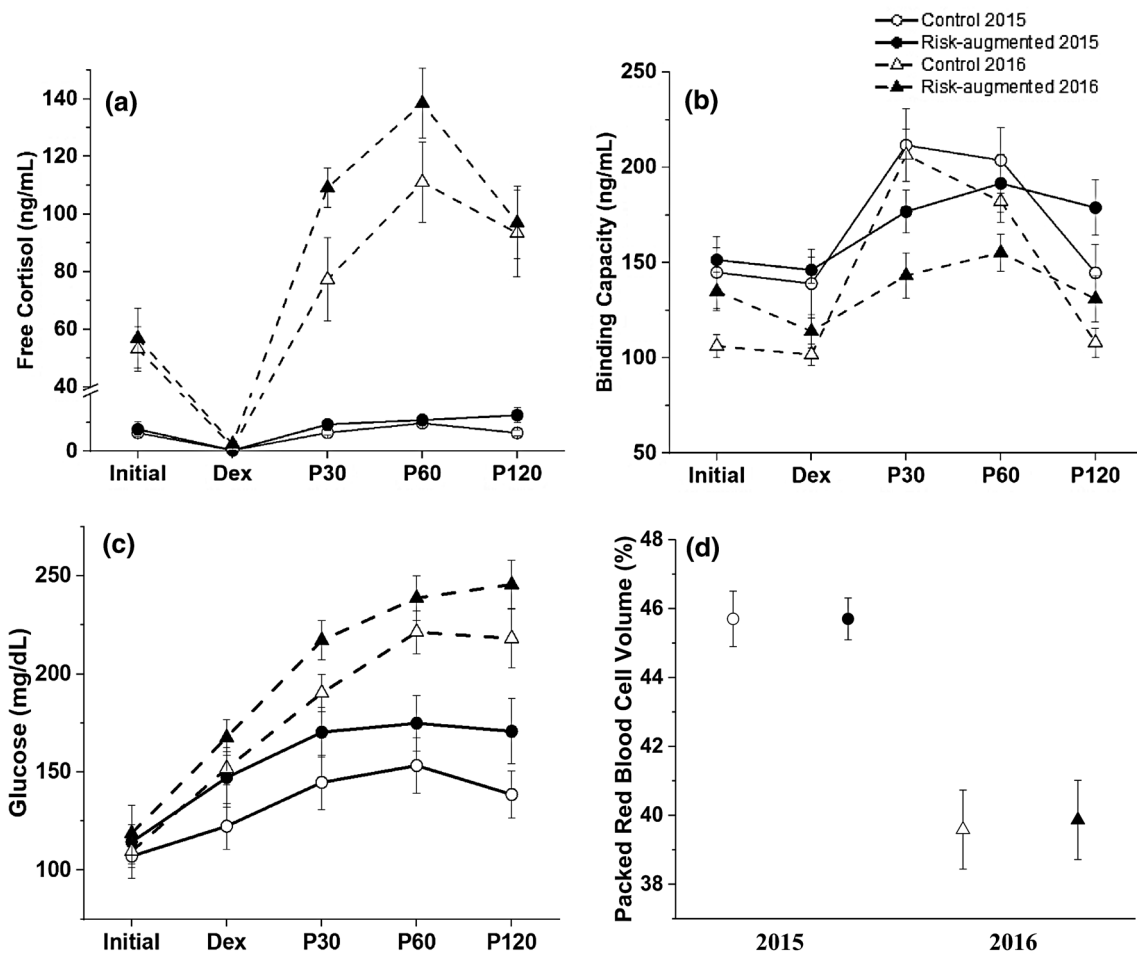 Control 2015
Risk-augmented 2015
Control 2016
Risk-augmented 2016
(a)
Free Cortisol (ng/mL)
140
120
100
80
60
40
0
Initial Dex P30 P60 P120
(b)
Binding Capacity (ng/mL)
250
200
150
100
50
Initial Dex P30 P60 P120
(c)
Glucose (mg/dL)
250
200
150
100
Initial Dex P30 P60 P120
(d)
Packed Red Blood Cell Volume (%)
48
46
44
42
40
38
2015 2016